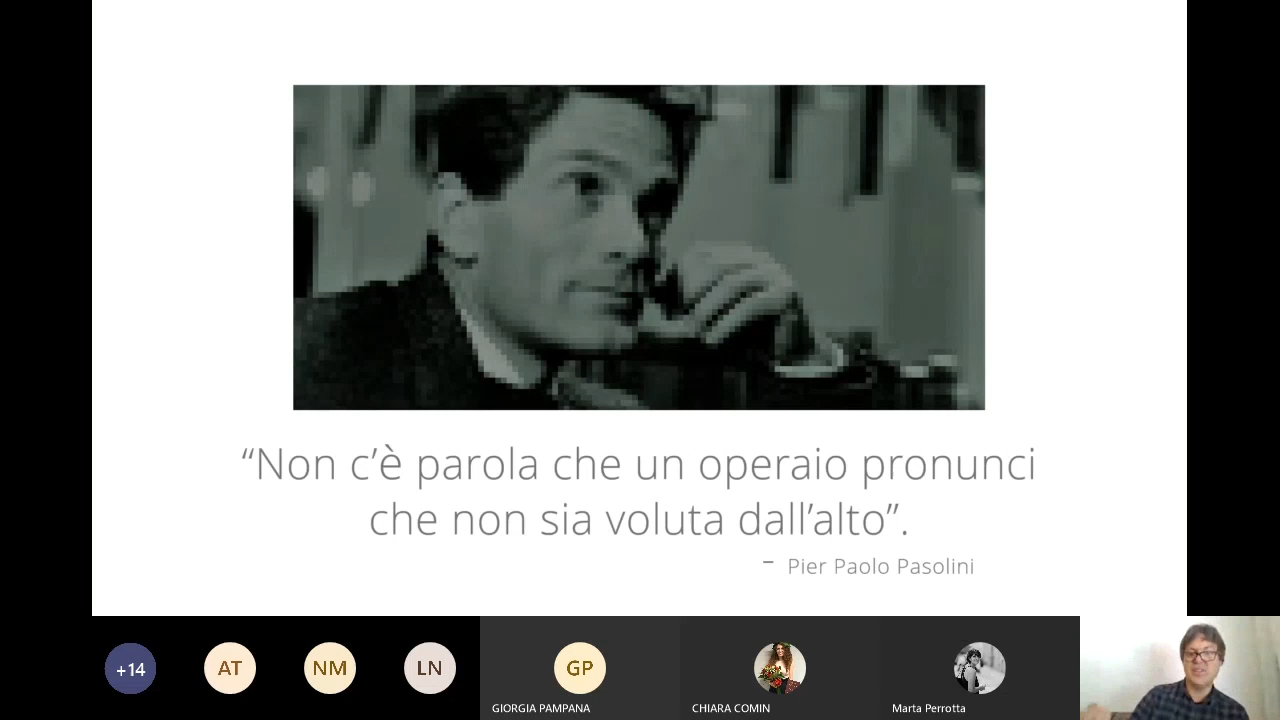 “Non c’è parola che un operaio pronunci
che non sia voluta dall’alto”.
– Pier Paolo Pasolini
+14
AT
NM
LN
GP
GIORGIA PAMPANA
CHIARA COMIN
Marta Perrotta